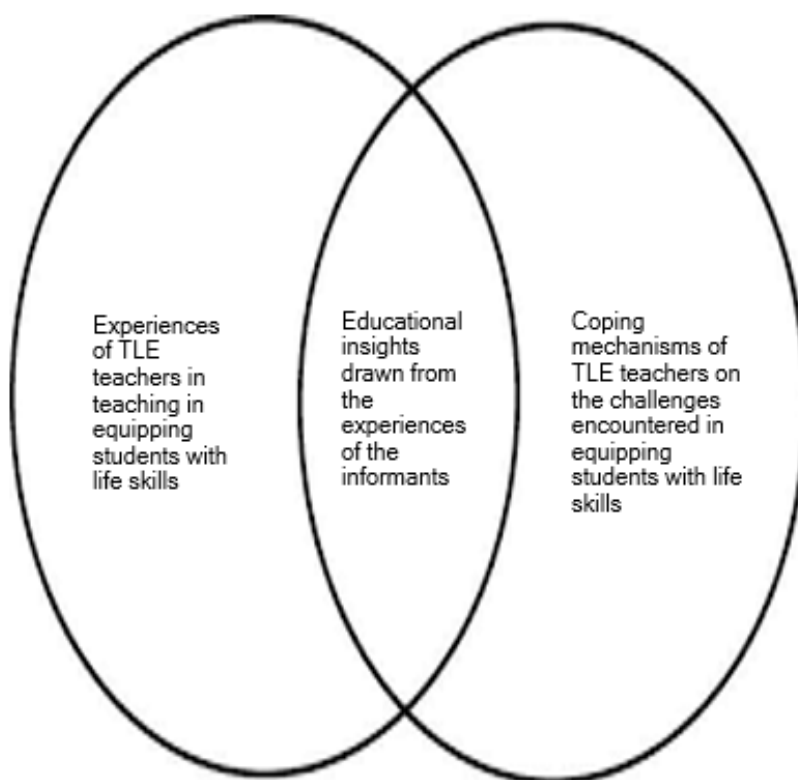 Experiences
of TLE
teachers in
teaching in
equipping
students with
life skills
Educational
insights
drawn from
the
experiences
of the
informants
Coping
mechanisms of
TLE teachers on
the challenges
encountered in
equipping
students with life
skills